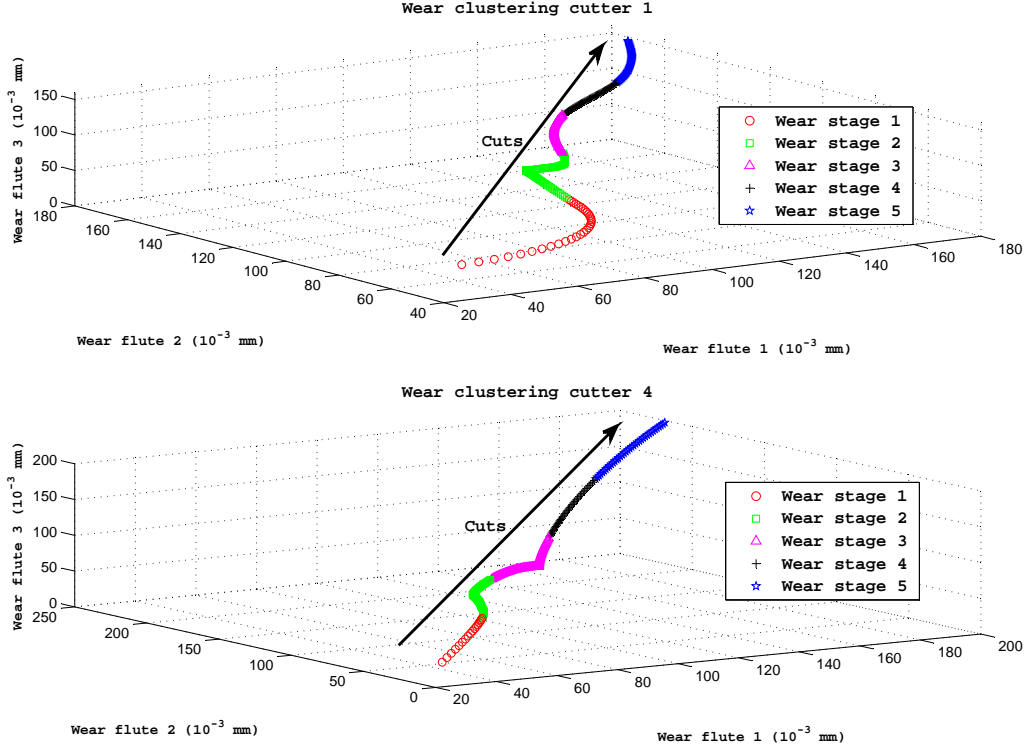 Wear clustering cutter 1
Wear flute 3 (10⁻³ mm)
150
100
50
0
180
160
140
120
100
80
60
40
20
40
60
80
100
120
140
160
180
Cuts
Wear stage 1
Wear stage 2
Wear stage 3
Wear stage 4
Wear stage 5
Wear flute 2 (10⁻³ mm)
Wear flute 1 (10⁻³ mm)
Wear clustering cutter 4
Wear flute 3 (10⁻³ mm)
200
150
100
50
0
250
200
150
100
50
0
20
40
60
80
100
120
140
160
180
200
Cuts
Wear stage 1
Wear stage 2
Wear stage 3
Wear stage 4
Wear stage 5
Wear flute 2 (10⁻³ mm)
Wear flute 1 (10⁻³ mm)